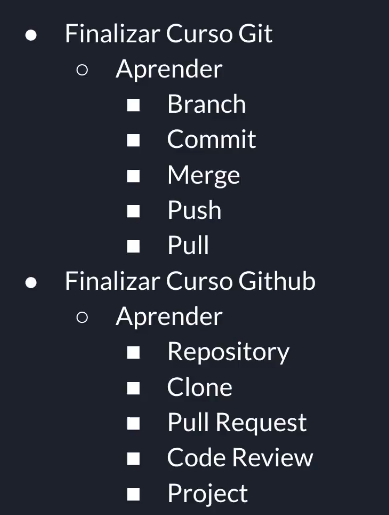 Finalizar Curso Git
Aprender
Branch
Commit
Merge
Push
Pull
Finalizar Curso Github
Aprender
Repository
Clone
Pull Request
Code Review
Project